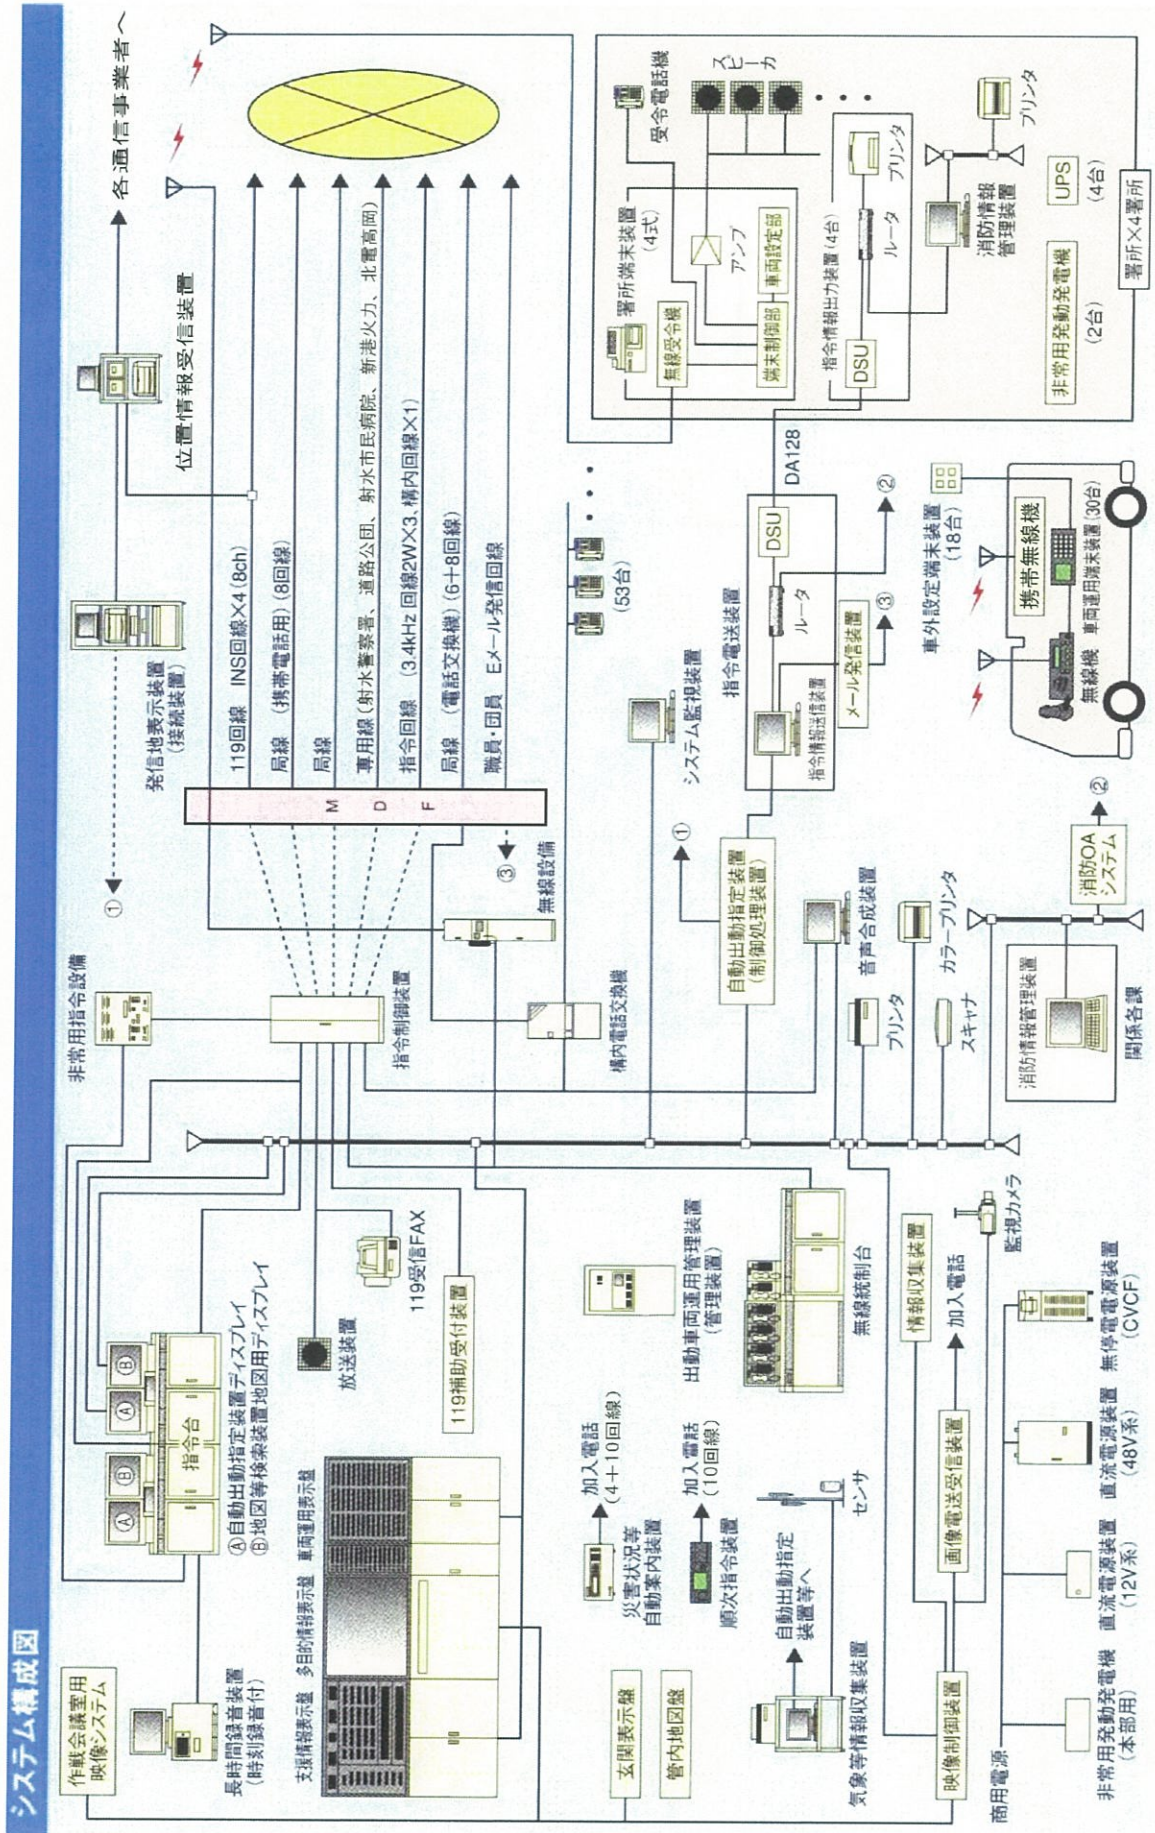 システム構成図
作戦会議室用
映像システム
長時間録音装置
(時刻録音付)
指令台
Ⓐ
Ⓑ
Ⓐ
Ⓑ
Ⓐ自動出動指定装置ディスプレイ
Ⓑ地図等検索装置地図用ディスプレイ
非常用指令設備
①
発信地表示装置
(接続装置)
位置情報受信装置
各通信事業者へ
119回線 INS回線×4(8ch)
局線 (携帯電話用)(8回線)
局線
専用線(射水警察署、道路公団、射水市民病院、新港火力、北電高岡)
指令回線 (3.4kHz 回線2W×3、構内回線×1)
局線 (電話交換機)(6+8回線)
職員・団員 Eメール発信回線
M
D
F
③
無線設備
指令制御装置
構内電話交換機
放送装置
119受信FAX
119補助受付装置
支援情報表示盤
多目的情報表示盤
車両運用表示盤
(53台)
システム監視装置
①
自動出動指定装置
(制御処理装置)
指令電送装置
指令情報送信装置
ルータ
DSU
DA128
②
メール発信装置
③
署所端末装置
(4式)
受令電話機
無線受令機
アンプ
スピーカ
端末制御部
車両設定部
指令情報出力装置(4台)
DSU
ルータ
プリンタ
消防情報
管理装置
プリンタ
非常用発動発電機
(2台)
UPS
(4台)
署所×4署所
玄関表示盤
管内地図盤
災害状況等
自動案内装置
加入電話
(4+10回線)
順次指令装置
加入電話
(10回線)
気象等情報収集装置
自動出動指定
装置等へ
センサ
出動車両運用管理装置
(管理装置)
無線統制台
音声合成装置
プリンタ
カラープリンタ
スキャナ
消防情報管理装置
関係各課
消防OA
システム
②
車外設定端末装置
(18台)
携帯無線機
無線機
車両運用端末装置(30台)
映像制御装置
情報収集装置
画像電送受信装置
加入電話
監視カメラ
商用電源
非常用発動発電機
(本部用)
直流電源装置
(12V系)
直流電源装置
(48V系)
無停電電源装置
(CVCF)